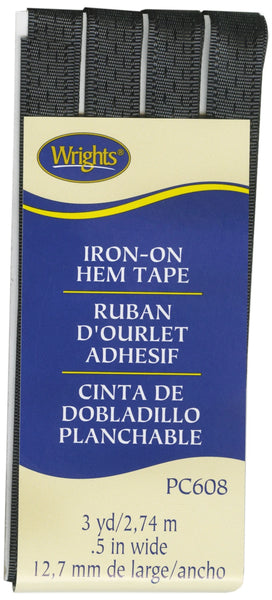 Wrights®
IRON-ON
HEM TAPE
RUBAN
D'OURLET
ADHESIF
CINTA DE
DOBLADILLO
PLANCHABLE
PC608
3 yd/2,74 m
.5 in wide
12,7 mm de large/ancho